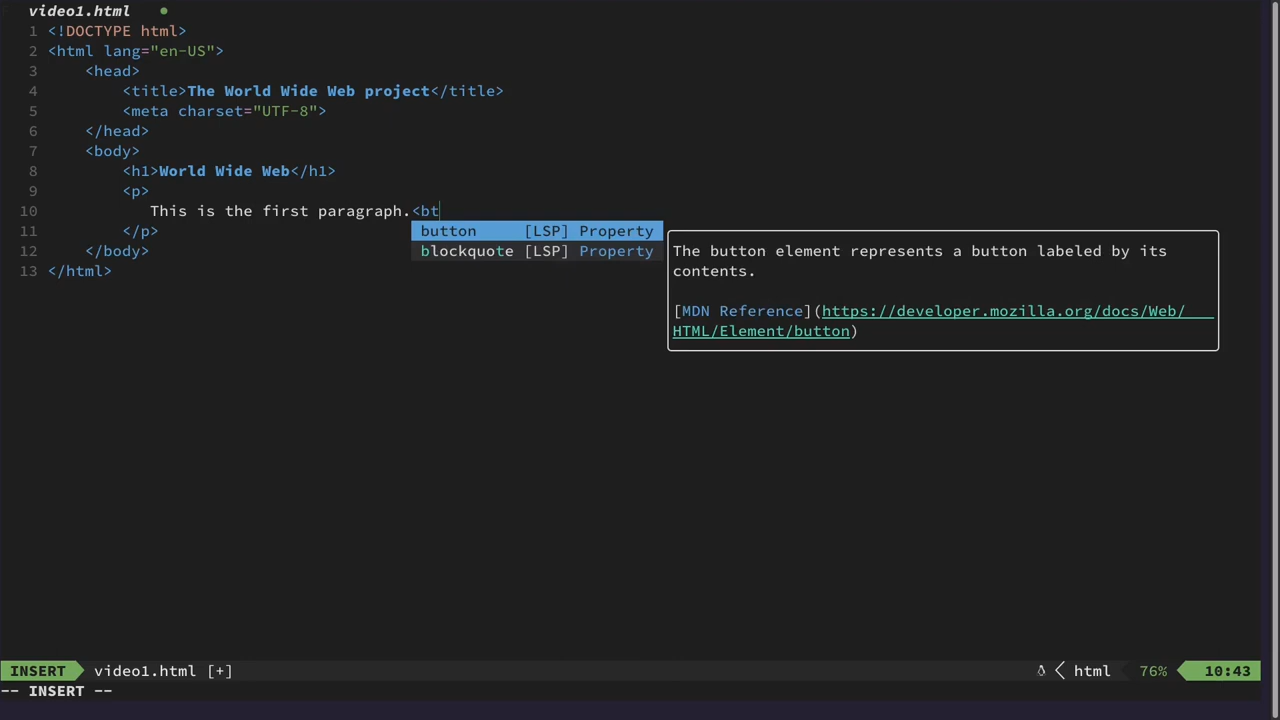 video1.html ●
1 <!DOCTYPE html>
2 <html lang="en-US">
3     <head>
4         <title>The World Wide Web project</title>
5         <meta charset="UTF-8">
6     </head>
7     <body>
8         <h1>World Wide Web</h1>
9         <p>
10            This is the first paragraph.<bt
button [LSP] Property
11        </p>
blockquote [LSP] Property
12    </body>
13 </html>
The button element represents a button labeled by its
contents.
[MDN Reference](https://developer.mozilla.org/docs/Web/
HTML/Element/button)
INSERT video1.html [+] html 76% 10:43
-- INSERT --